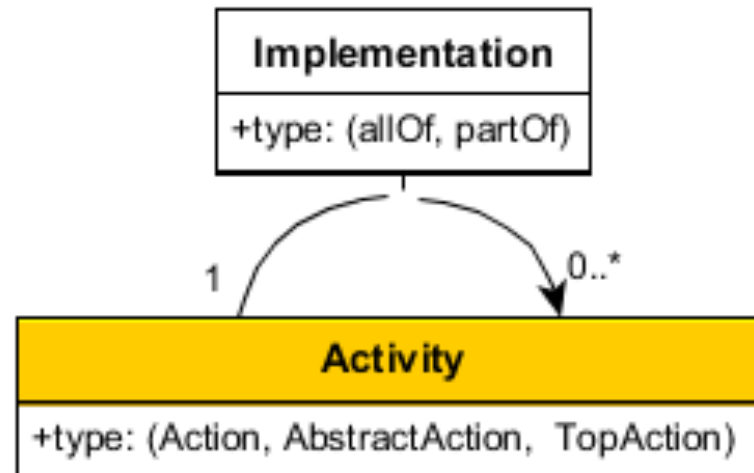 Implementation
+type: (allOf, partOf)
1
0..*
Activity
+type: (Action, AbstractAction, TopAction)